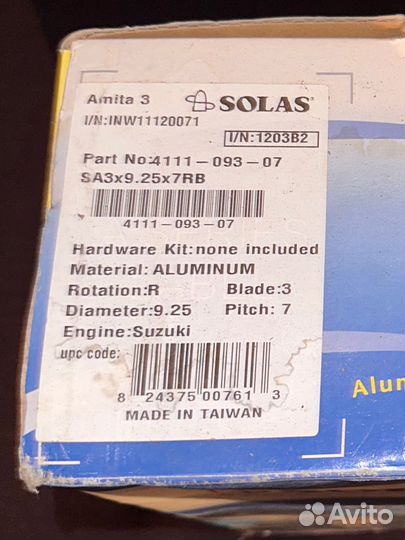 Amita 3 SOLAS®
I/N:INW11120071
I/N:1203B2
Part No:4111-093-07
SA3x9.25x7RB
4111-093-07
Hardware Kit:none included
Material: ALUMINUM
Rotation:R Blade:3
Diameter:9.25 Pitch: 7
Engine:Suzuki
upc code:
8 24375 00761 3
MADE IN TAIWAN
Alum
Avito